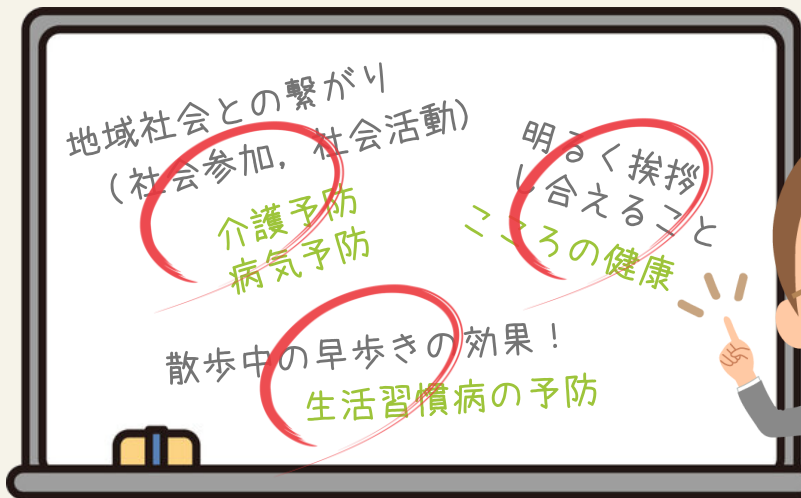 地域社会との繋がり
(社会参加,社会活動)
介護予防
病気予防
明るく挨拶
し合えること
こころの健康
散歩中の早歩きの効果!
生活習慣病の予防